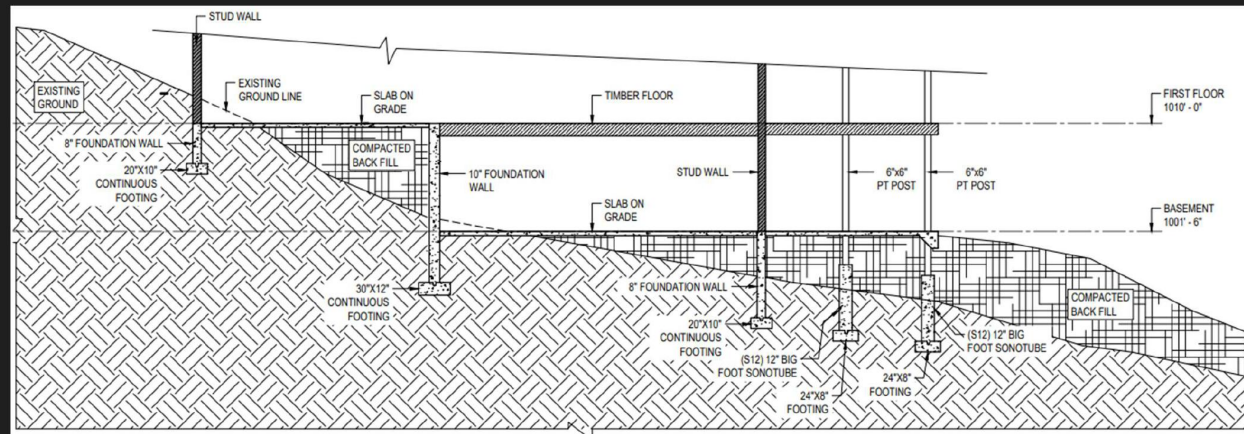 STUD WALL
EXISTING
GROUND
EXISTING
GROUND LINE
SLAB ON
GRADE
TIMBER FLOOR
FIRST FLOOR
1010' - 0"
8" FOUNDATION WALL
COMPACTED
BACK FILL
20"X10"
CONTINUOUS
FOOTING
10" FOUNDATION
WALL
STUD WALL
6"x6"
PT POST
6"x6"
PT POST
SLAB ON
GRADE
BASEMENT
1001' - 6"
30"X12"
CONTINUOUS
FOOTING
8" FOUNDATION WALL
COMPACTED
BACK FILL
20"X10"
CONTINUOUS
FOOTING
(S12) 12" BIG
FOOT SONOTUBE
(S12) 12" BIG
FOOT SONOTUBE
24"X8"
FOOTING
24"X8"
FOOTING